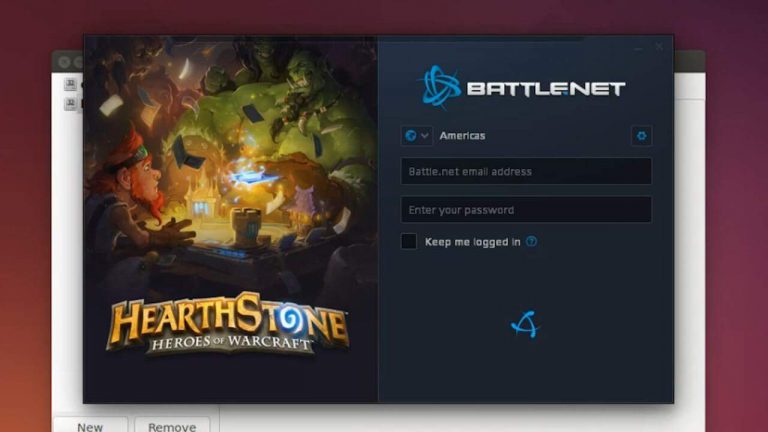 BATTLE.NET
Americas
Battle.net email address
Enter your password
Keep me logged in ?
HEARTHSTONE
HEROES OF WARCRAFT™
New
Remove